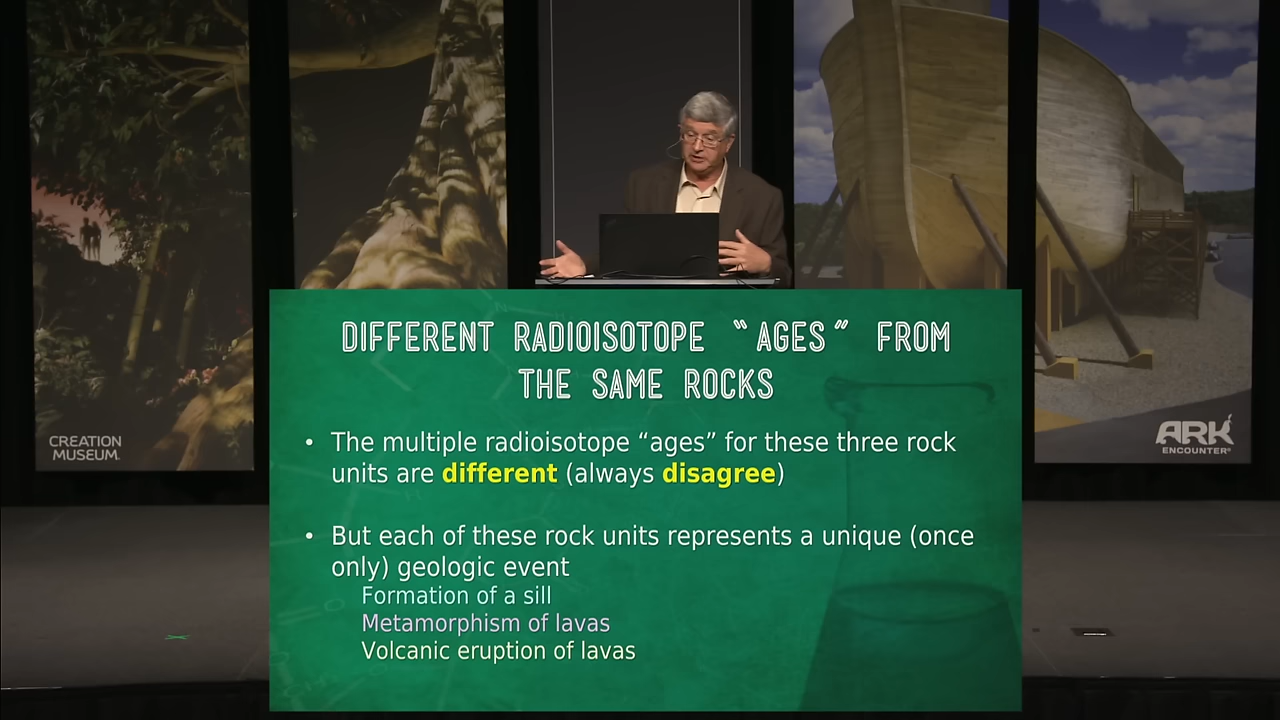 DIFFERENT RADIOISOTOPE "AGES" FROM
THE SAME ROCKS
• The multiple radioisotope “ages” for these three rock
units are different (always disagree)
• But each of these rock units represents a unique (once
only) geologic event
Formation of a sill
Metamorphism of lavas
Volcanic eruption of lavas
CREATION
MUSEUM.
ARK
ENCOUNTER®